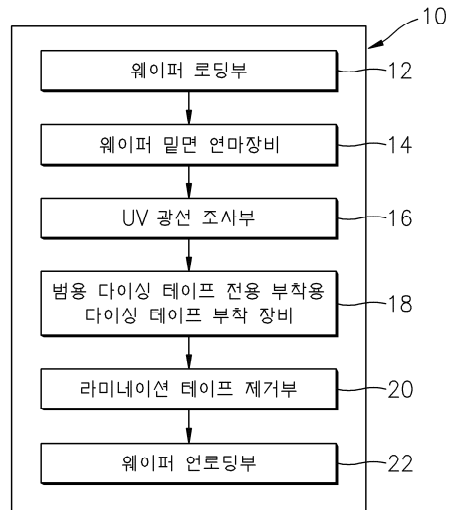 10
웨이퍼 로딩부
12
웨이퍼 밑면 연마장비
14
UV 광선 조사부
16
범용 다이싱 테이프 전용 부착용
다이싱 데이프 부착 장비
18
라미네이션 테이프 제거부
20
웨이퍼 언로딩부
22